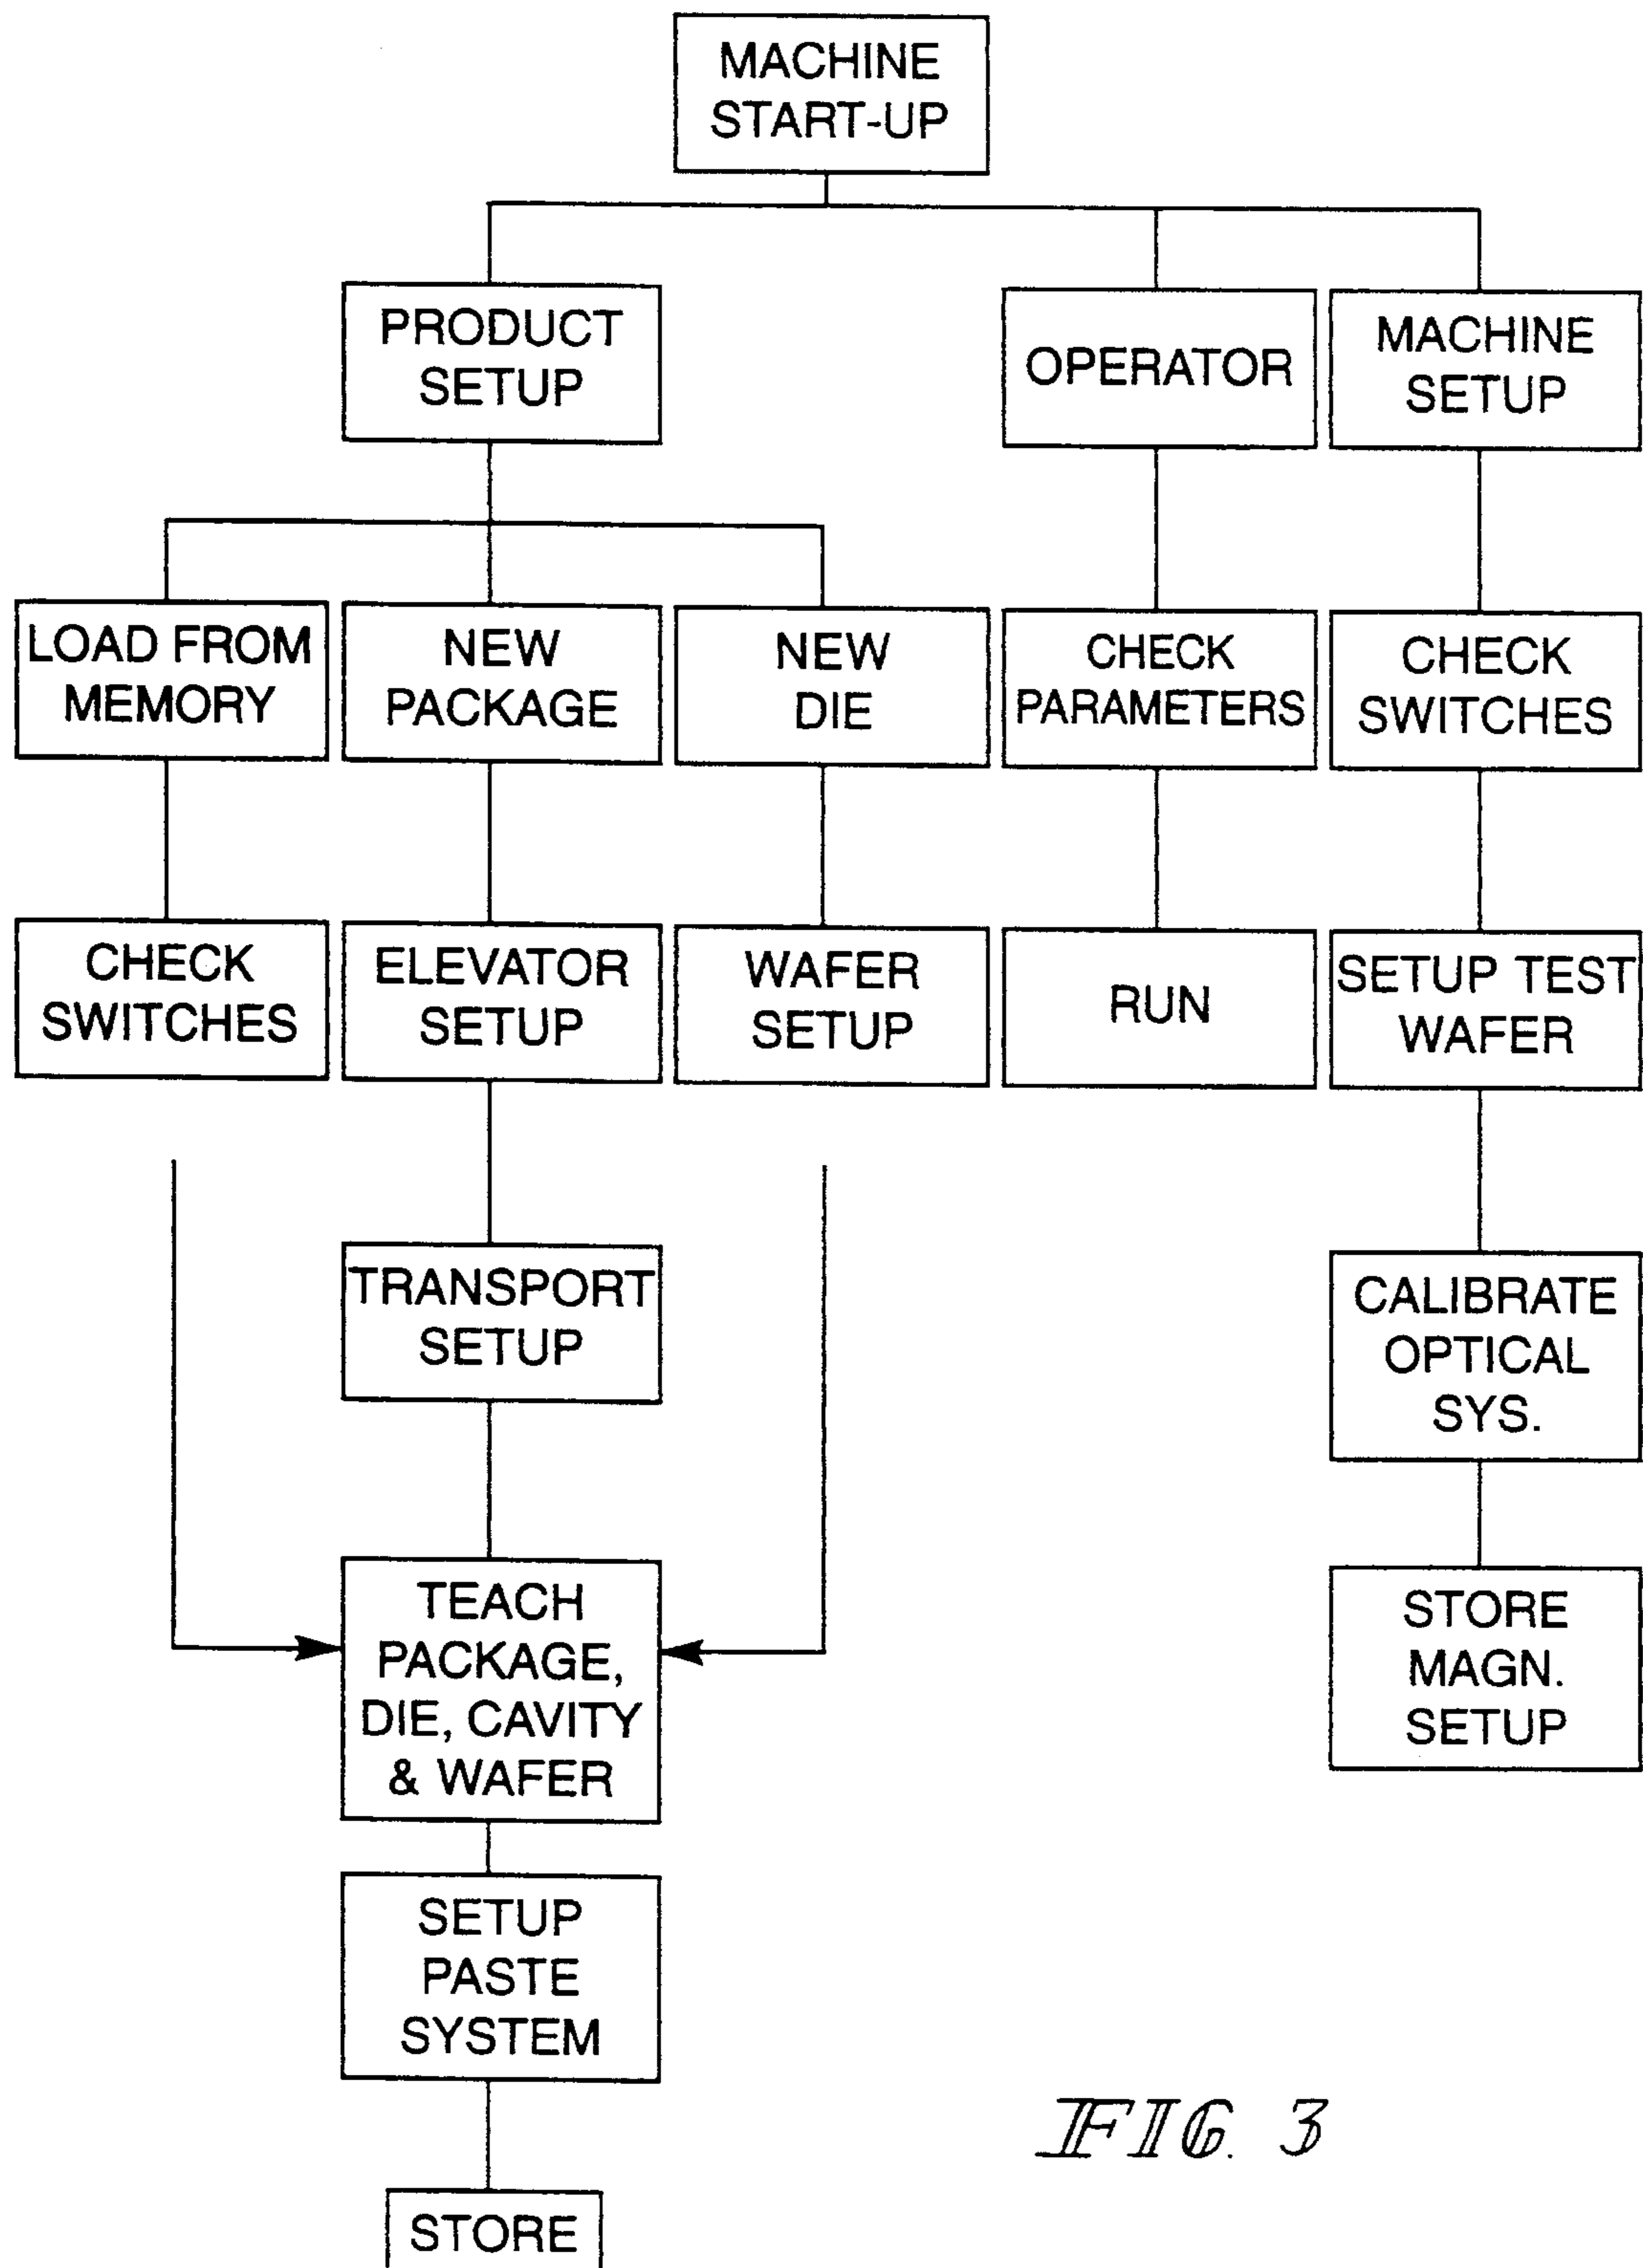 MACHINE
START-UP
PRODUCT
SETUP
OPERATOR
MACHINE
SETUP
LOAD FROM
MEMORY
NEW
PACKAGE
NEW
DIE
CHECK
PARAMETERS
CHECK
SWITCHES
CHECK
SWITCHES
ELEVATOR
SETUP
WAFER
SETUP
RUN
SETUP TEST
WAFER
TRANSPORT
SETUP
CALIBRATE
OPTICAL
SYS.
TEACH
PACKAGE,
DIE, CAVITY
& WAFER
STORE
MAGN.
SETUP
SETUP
PASTE
SYSTEM
STORE
FIG. 3